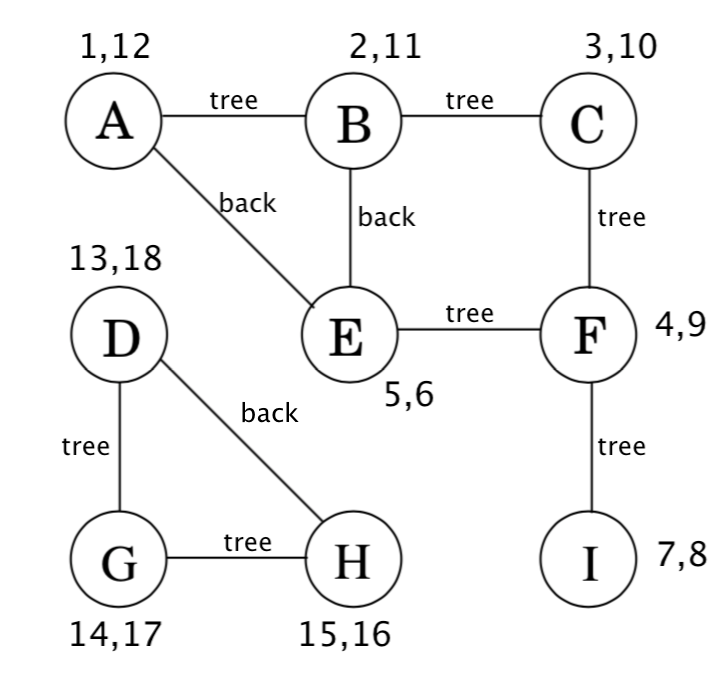 1,12 2,11 3,10
tree tree
A B C
back back tree
13,18
tree
D E F 4,9
5,6
back
tree tree
tree
G H I 7,8
14,17 15,16